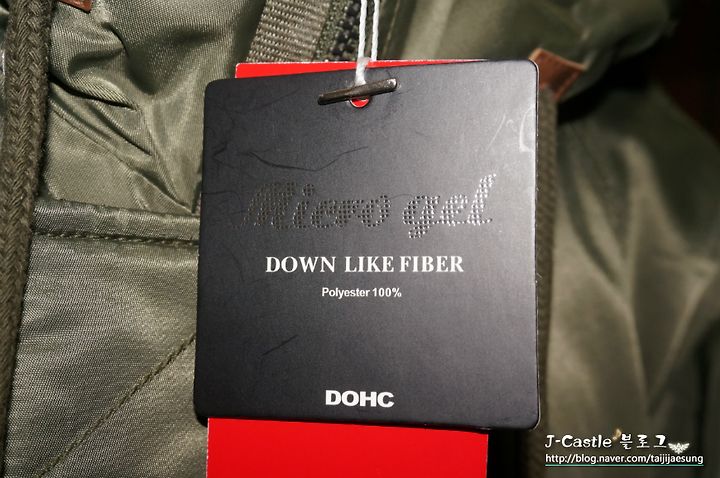 Micro gel
DOWN LIKE FIBER
Polyester 100%
DOHC
J-Castle 블로그
http://blog.naver.com/taijijaesung